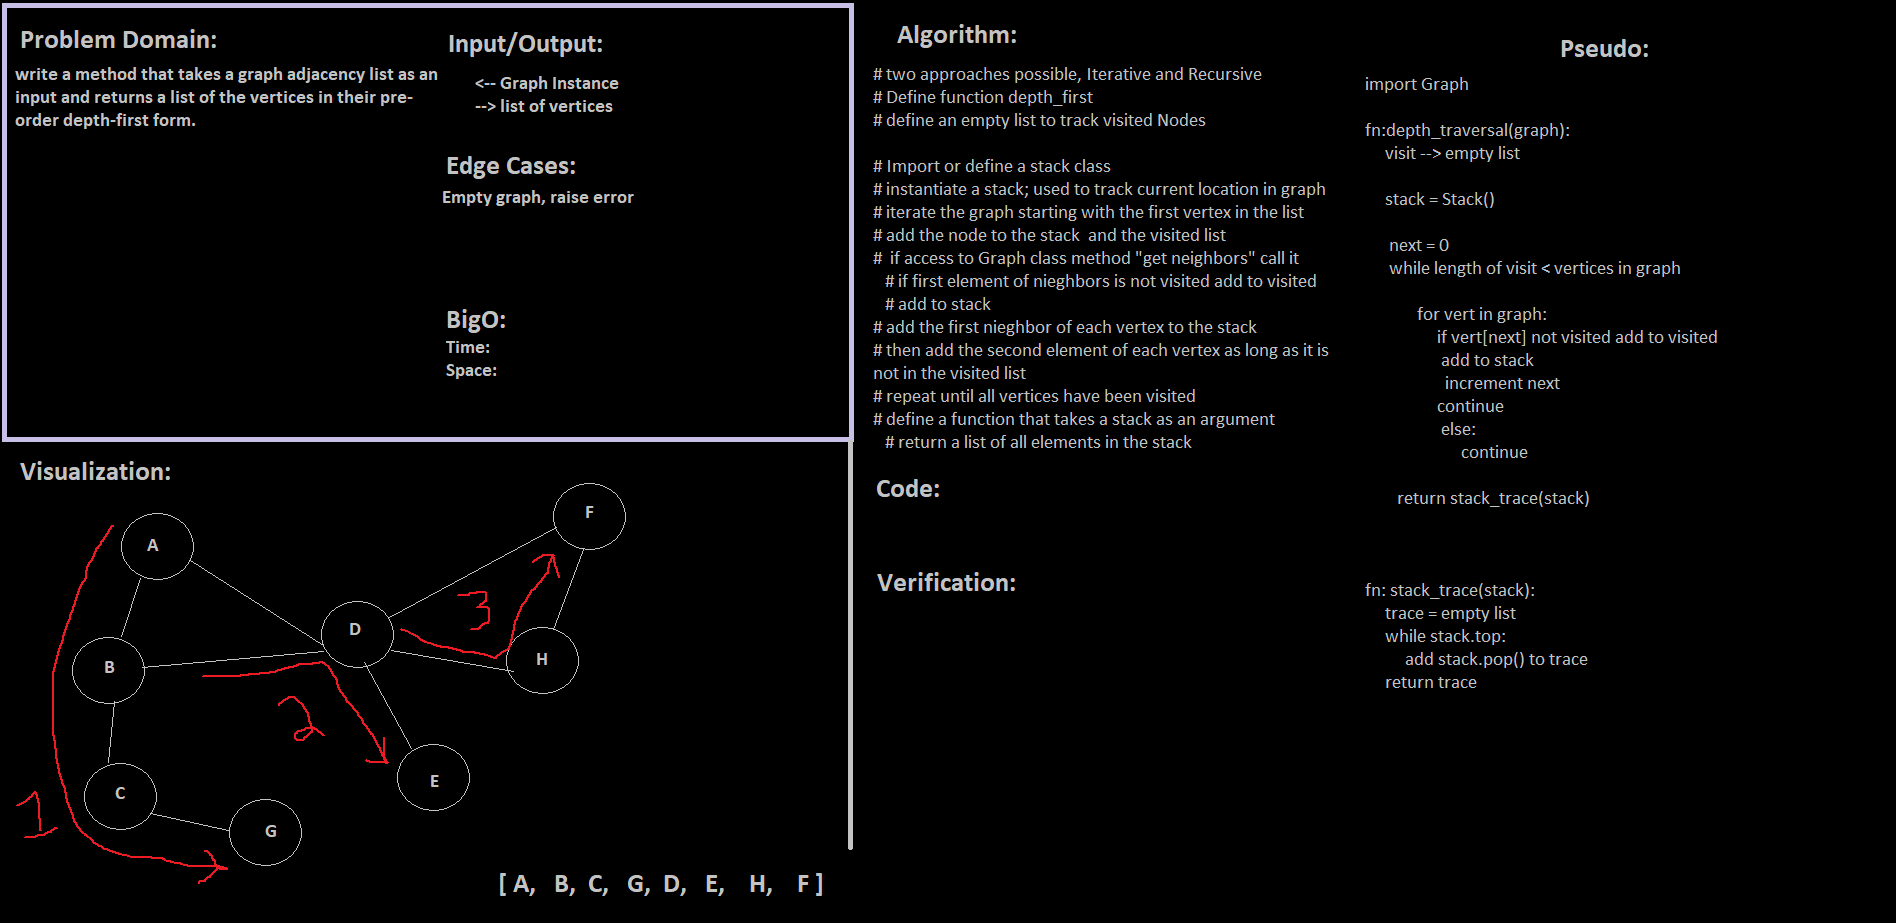 Problem Domain:
write a method that takes a graph adjacency list as an
input and returns a list of the vertices in their pre-
order depth-first form.
Input/Output:
<-- Graph Instance
--> list of vertices
Edge Cases:
Empty graph, raise error
BigO:
Time:
Space:
Visualization:
A
B
C
G
D
E
H
F
1
2
3
[ A, B, C, G, D, E, H, F ]
Algorithm:
# two approaches possible, Iterative and Recursive
# Define function depth_first
# define an empty list to track visited Nodes
# Import or define a stack class
# instantiate a stack; used to track current location in graph
# iterate the graph starting with the first vertex in the list
# add the node to the stack and the visited list
# if access to Graph class method "get neighbors" call it
# if first element of nieghbors is not visited add to visited
# add to stack
# add the first nieghbor of each vertex to the stack
# then add the second element of each vertex as long as it is
not in the visited list
# repeat until all vertices have been visited
# define a function that takes a stack as an argument
# return a list of all elements in the stack
Code:
Verification:
Pseudo:
import Graph
fn:depth_traversal(graph):
visit --> empty list
stack = Stack()
next = 0
while length of visit < vertices in graph
for vert in graph:
if vert[next] not visited add to visited
add to stack
increment next
continue
else:
continue
return stack_trace(stack)
fn: stack_trace(stack):
trace = empty list
while stack.top:
add stack.pop() to trace
return trace